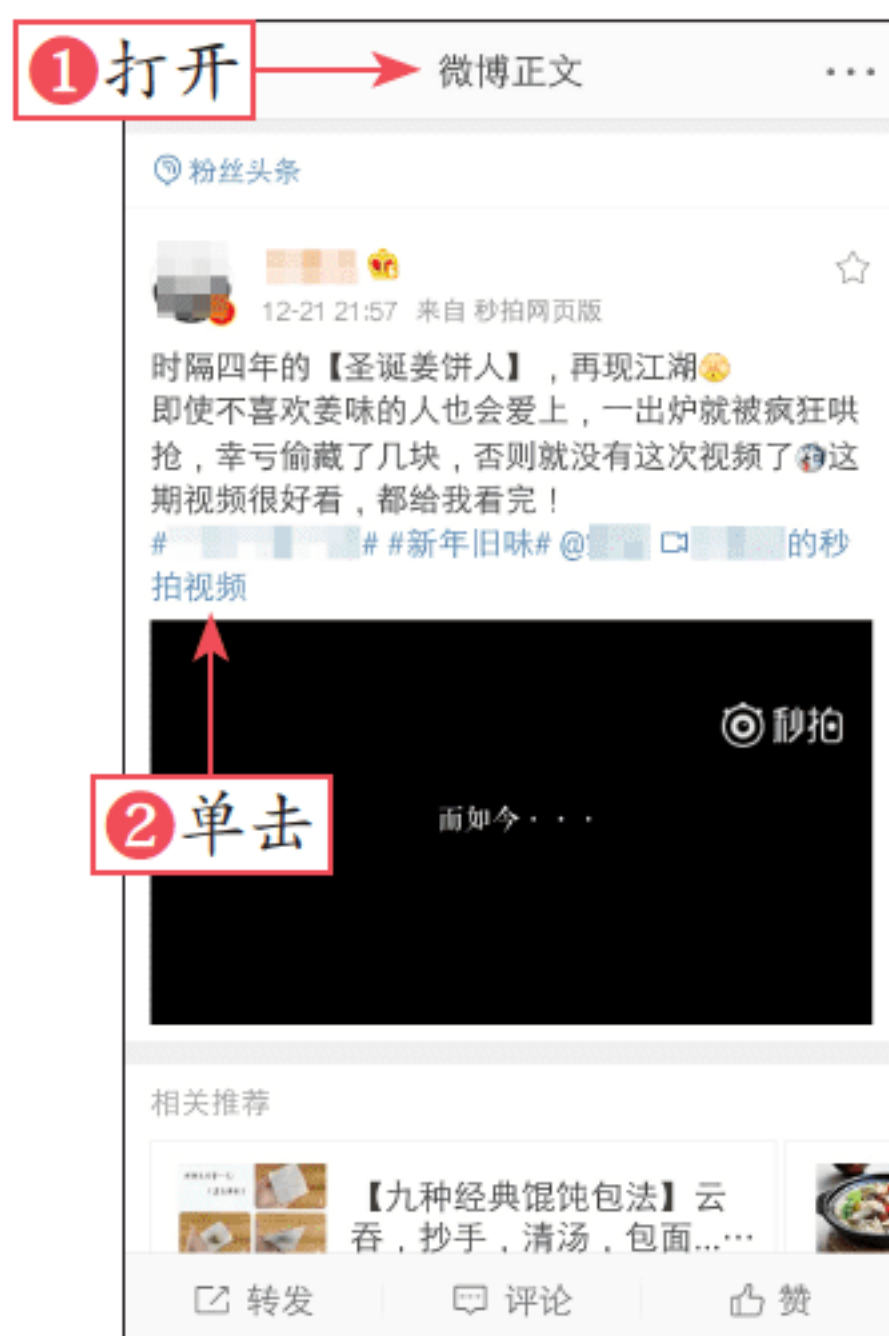 1 打开
微博正文
粉丝头条
12-21 21:57 来自 秒拍网页版
时隔四年的【圣诞姜饼人】，再现江湖
即使不喜欢姜味的人也会爱上，一出炉就被疯狂哄
抢，幸亏偷藏了几块，否则就没有这次视频了这
期视频很好看，都给我看完！
# # #新年旧味# @ 的秒
拍视频
秒拍
2 单击
而如今···
相关推荐
【九种经典馄饨包法】云
吞，抄手，清汤，包面...…
转发 评论 赞